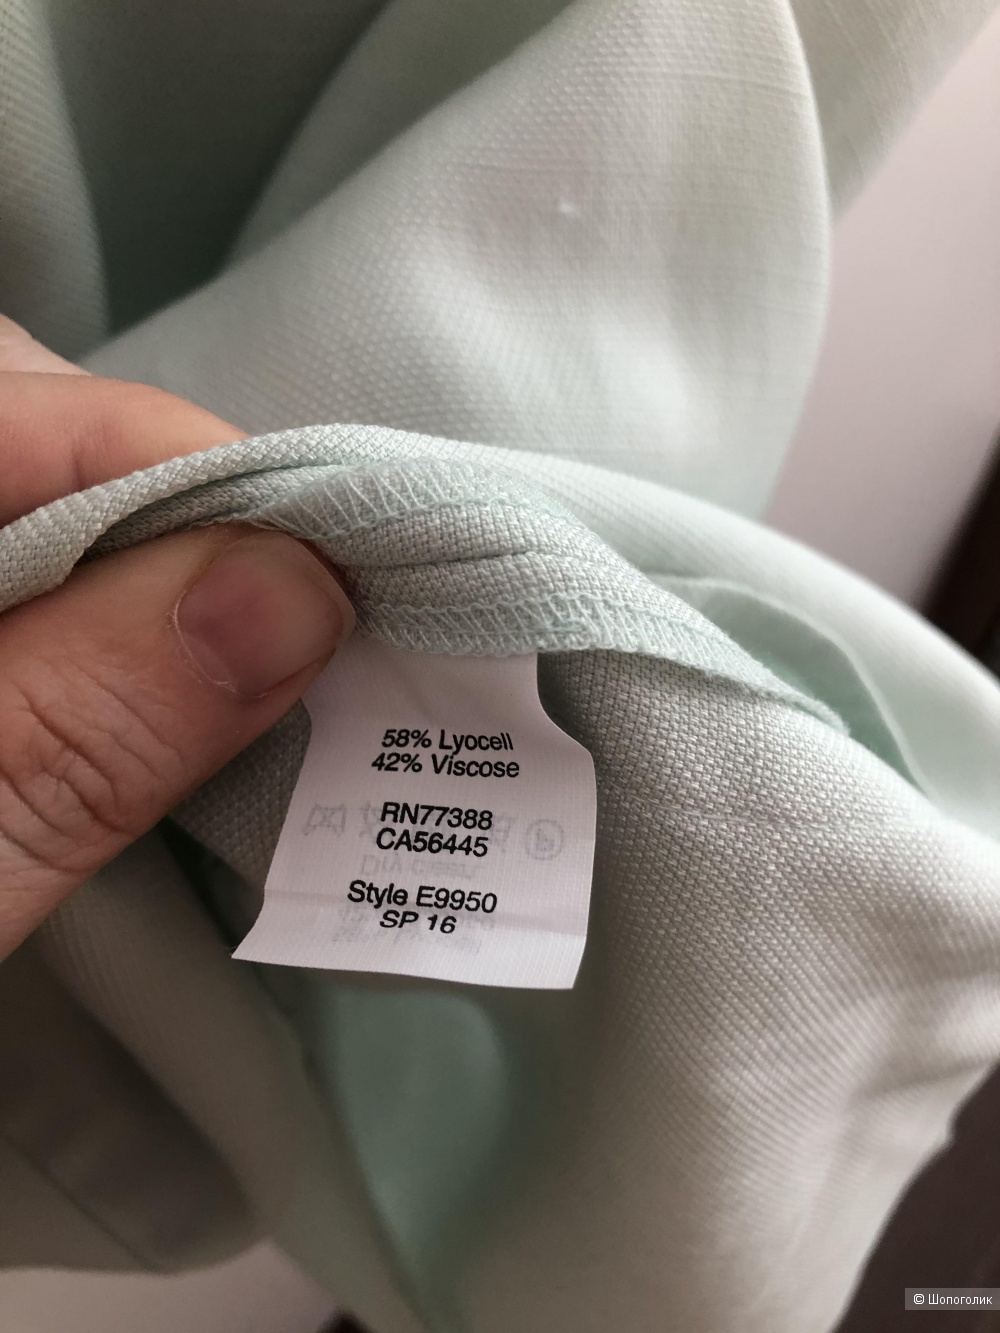 58% Lyocell
42% Viscose
RN77388
CA56445
Style E9950
SP 16
© Шопоголик